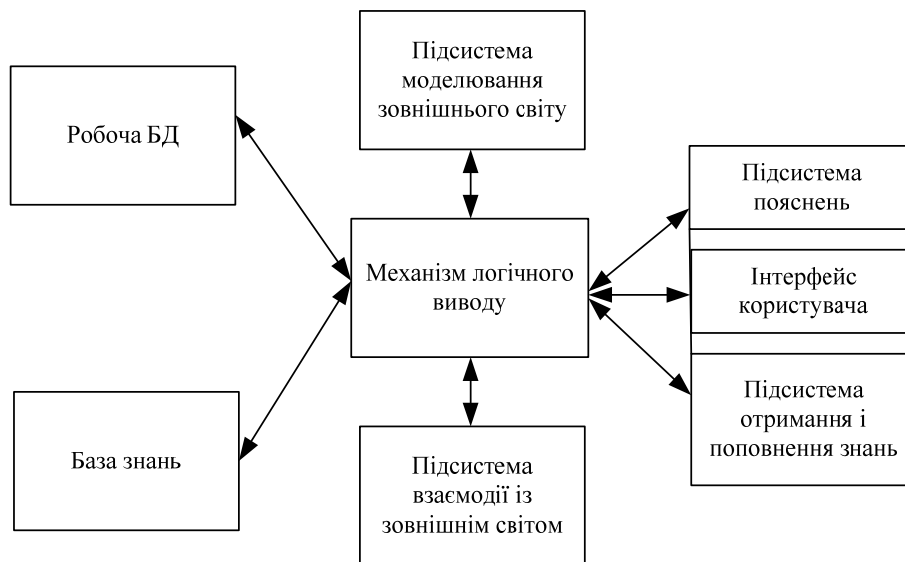 Підсистема
моделювання
зовнішнього світу
Робоча БД
Підсистема
пояснень
Механізм логічного
виводу
Інтерфейс
користувача
База знань
Підсистема
отримання і
поповнення знань
Підсистема
взаємодії із
зовнішнім світом